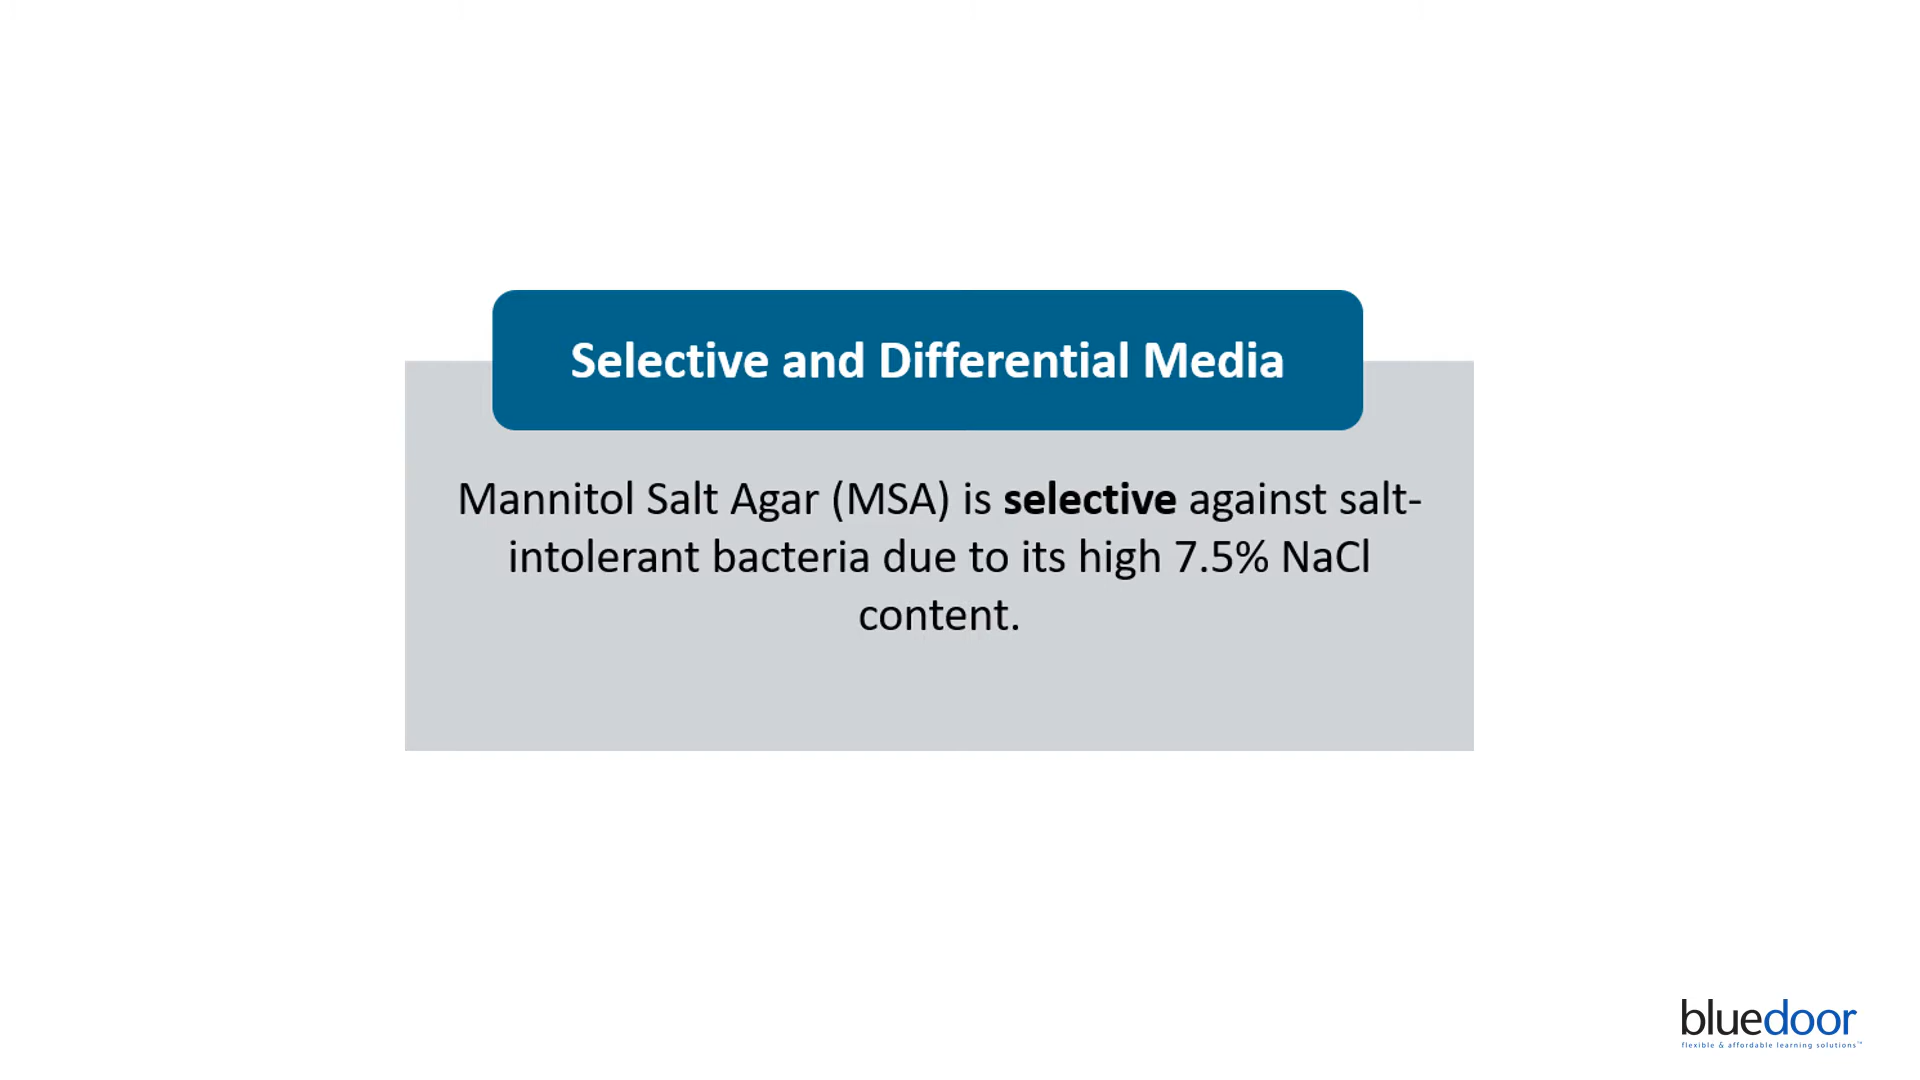 Selective and Differential Media
Mannitol Salt Agar (MSA) is selective against salt-
intolerant bacteria due to its high 7.5% NaCl
content.
bluedoor
flexible & affordable learning solutions™